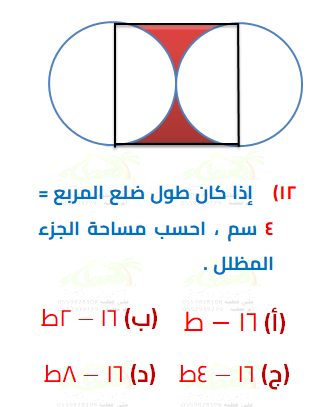 ١٢) إذا كان طول ضلع المربع =
٤ سم ، احسب مساحة الجزء
المظلل .
(أ) ١٦ – ط (ب) ١٦ – ٢ط
(ج) ١٦ – ٤ط (د) ١٦ – ٨ط